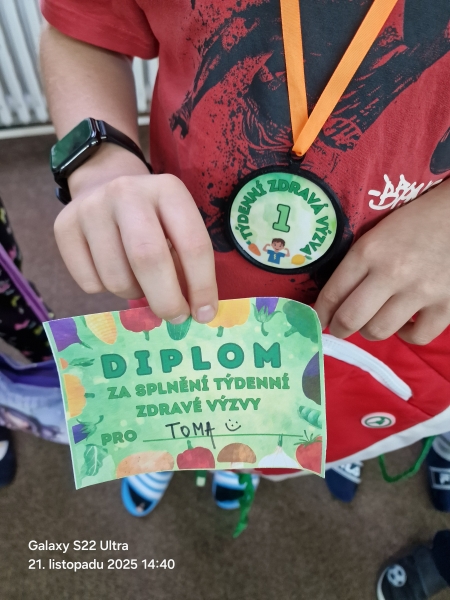 TÝDENNÍ ZDRAVÁ VÝZVA
1
DIPLOM
ZA SPLNĚNÍ TÝDENNÍ
ZDRAVÉ VÝZVY
PRO TOMA
Galaxy S22 Ultra
21. listopadu 2025 14:40